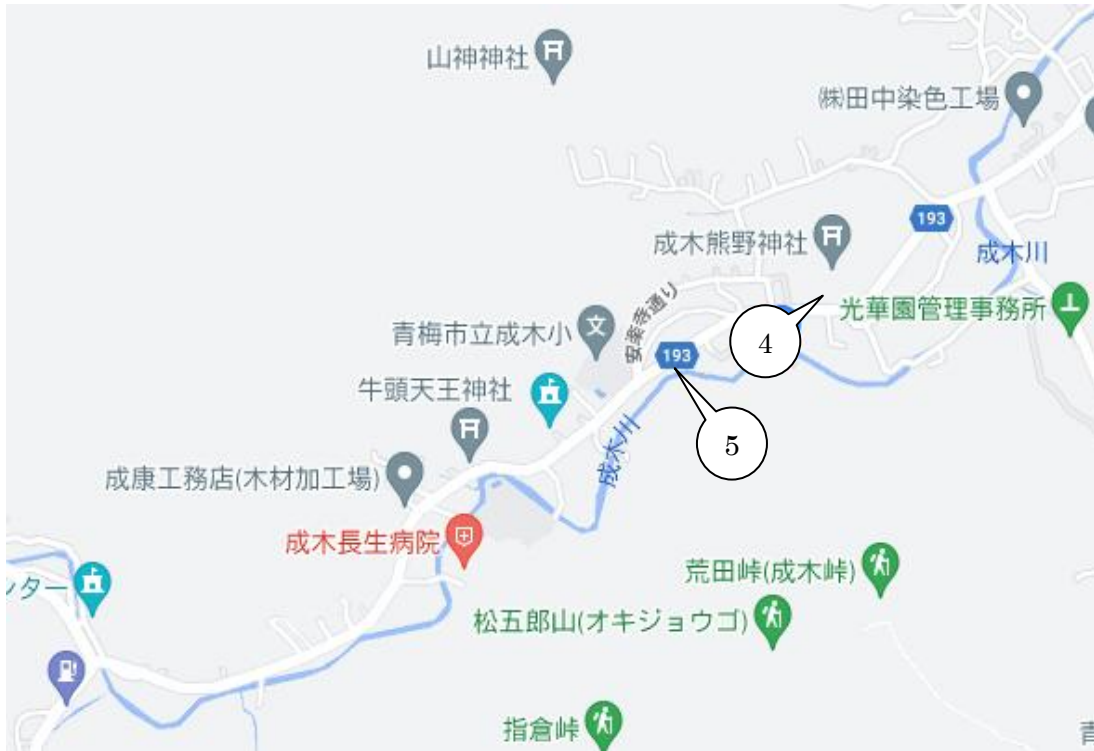 山神神社
㈱田中染色工場
193
成木熊野神社
成木川
光華園管理事務所
安楽寺通り
4
青梅市立成木小
193
牛頭天王神社
5
成木川
成康工務店(木材加工場)
成木長生病院
荒田峠(成木峠)
ンター
松五郎山(オキジョウゴ)
指倉峠
青